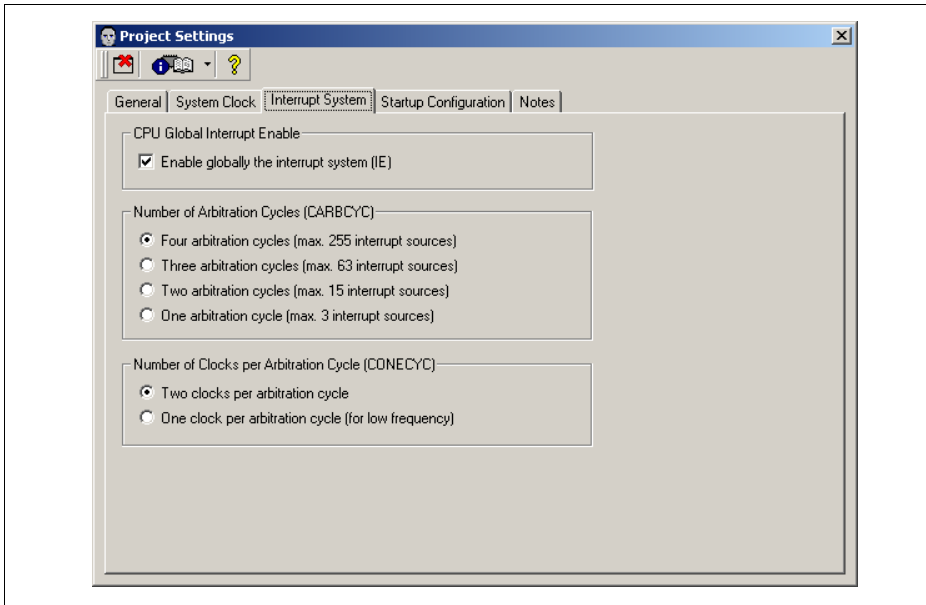 Project Settings
General System Clock Interrupt System Startup Configuration Notes
CPU Global Interrupt Enable
Enable globally the interrupt system (IE)
Number of Arbitration Cycles (CARBCYC)
Four arbitration cycles (max. 255 interrupt sources)
Three arbitration cycles (max. 63 interrupt sources)
Two arbitration cycles (max. 15 interrupt sources)
One arbitration cycle (max. 3 interrupt sources)
Number of Clocks per Arbitration Cycle (CONECYC)
Two clocks per arbitration cycle
One clock per arbitration cycle (for low frequency)